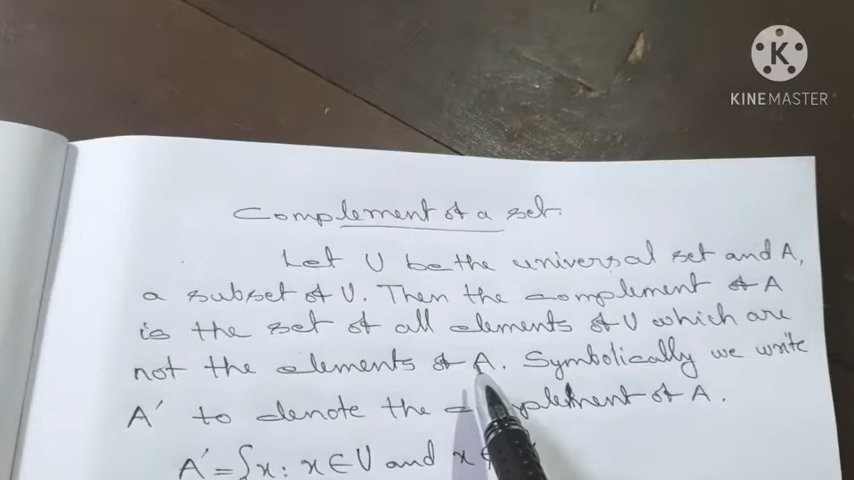 KINEMASTER
Complement of a set.
Let U be the universal set and A,
a subset of U. Then the complement of A
is the set of all elements of U which are
not the elements of A. Symbolically we write
A' to denote the complement of A.
A' = {x : x ∈ U and x